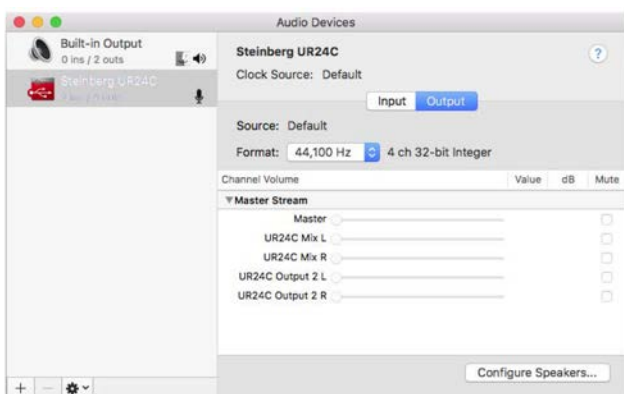 Audio Devices
Built-in Output
0 ins / 2 outs
Steinberg UR24C
Steinberg UR24C
Clock Source: Default
?
Input Output
Source: Default
Format: 44,100 Hz 4 ch 32-bit Integer
Channel Volume Value dB Mute
▼Master Stream
Master
UR24C Mix L
UR24C Mix R
UR24C Output 2 L
UR24C Output 2 R
Configure Speakers...